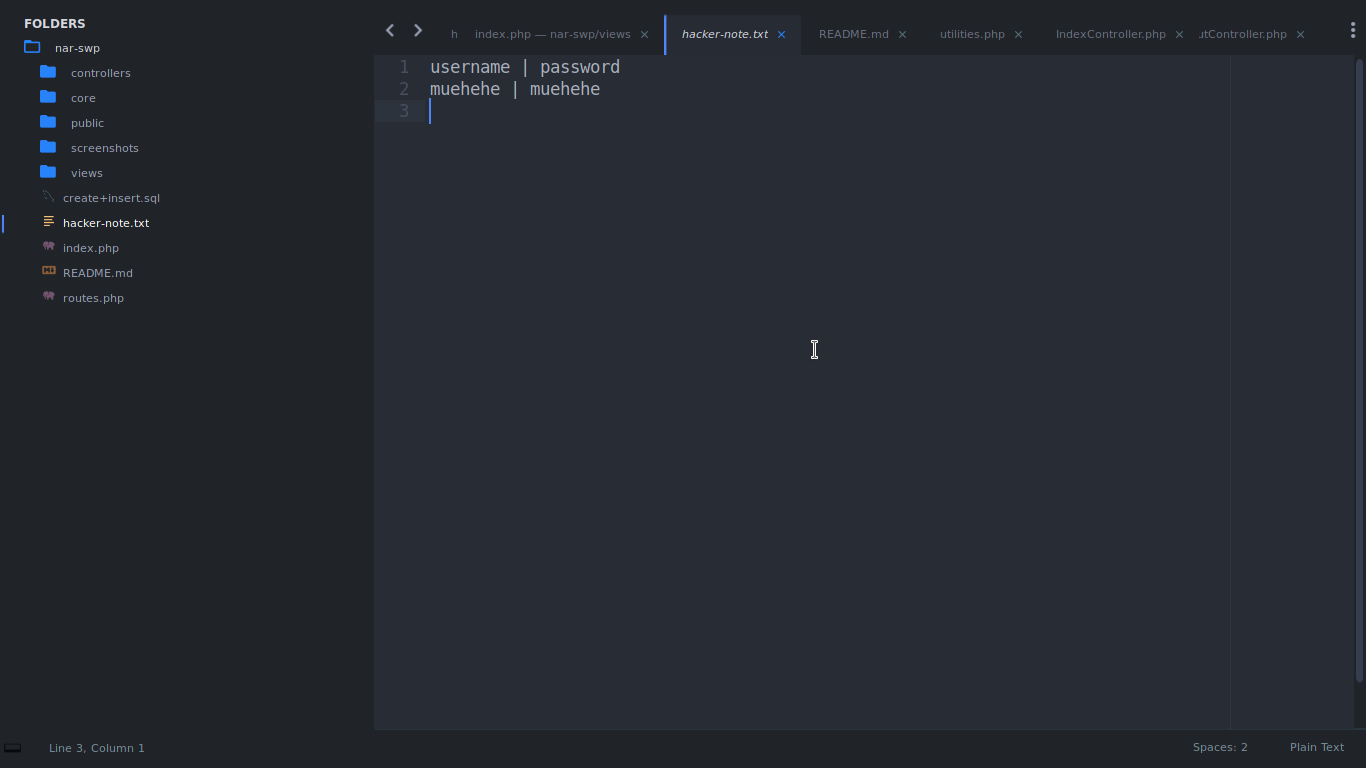 FOLDERS
nar-swp
controllers
core
public
screenshots
views
create+insert.sql
hacker-note.txt
index.php
README.md
routes.php
h index.php — nar-swp/views × hacker-note.txt × README.md × utilities.php × IndexController.php × utController.php ×
1 username | password
2 muehehe | muehehe
3
Line 3, Column 1 Spaces: 2 Plain Text